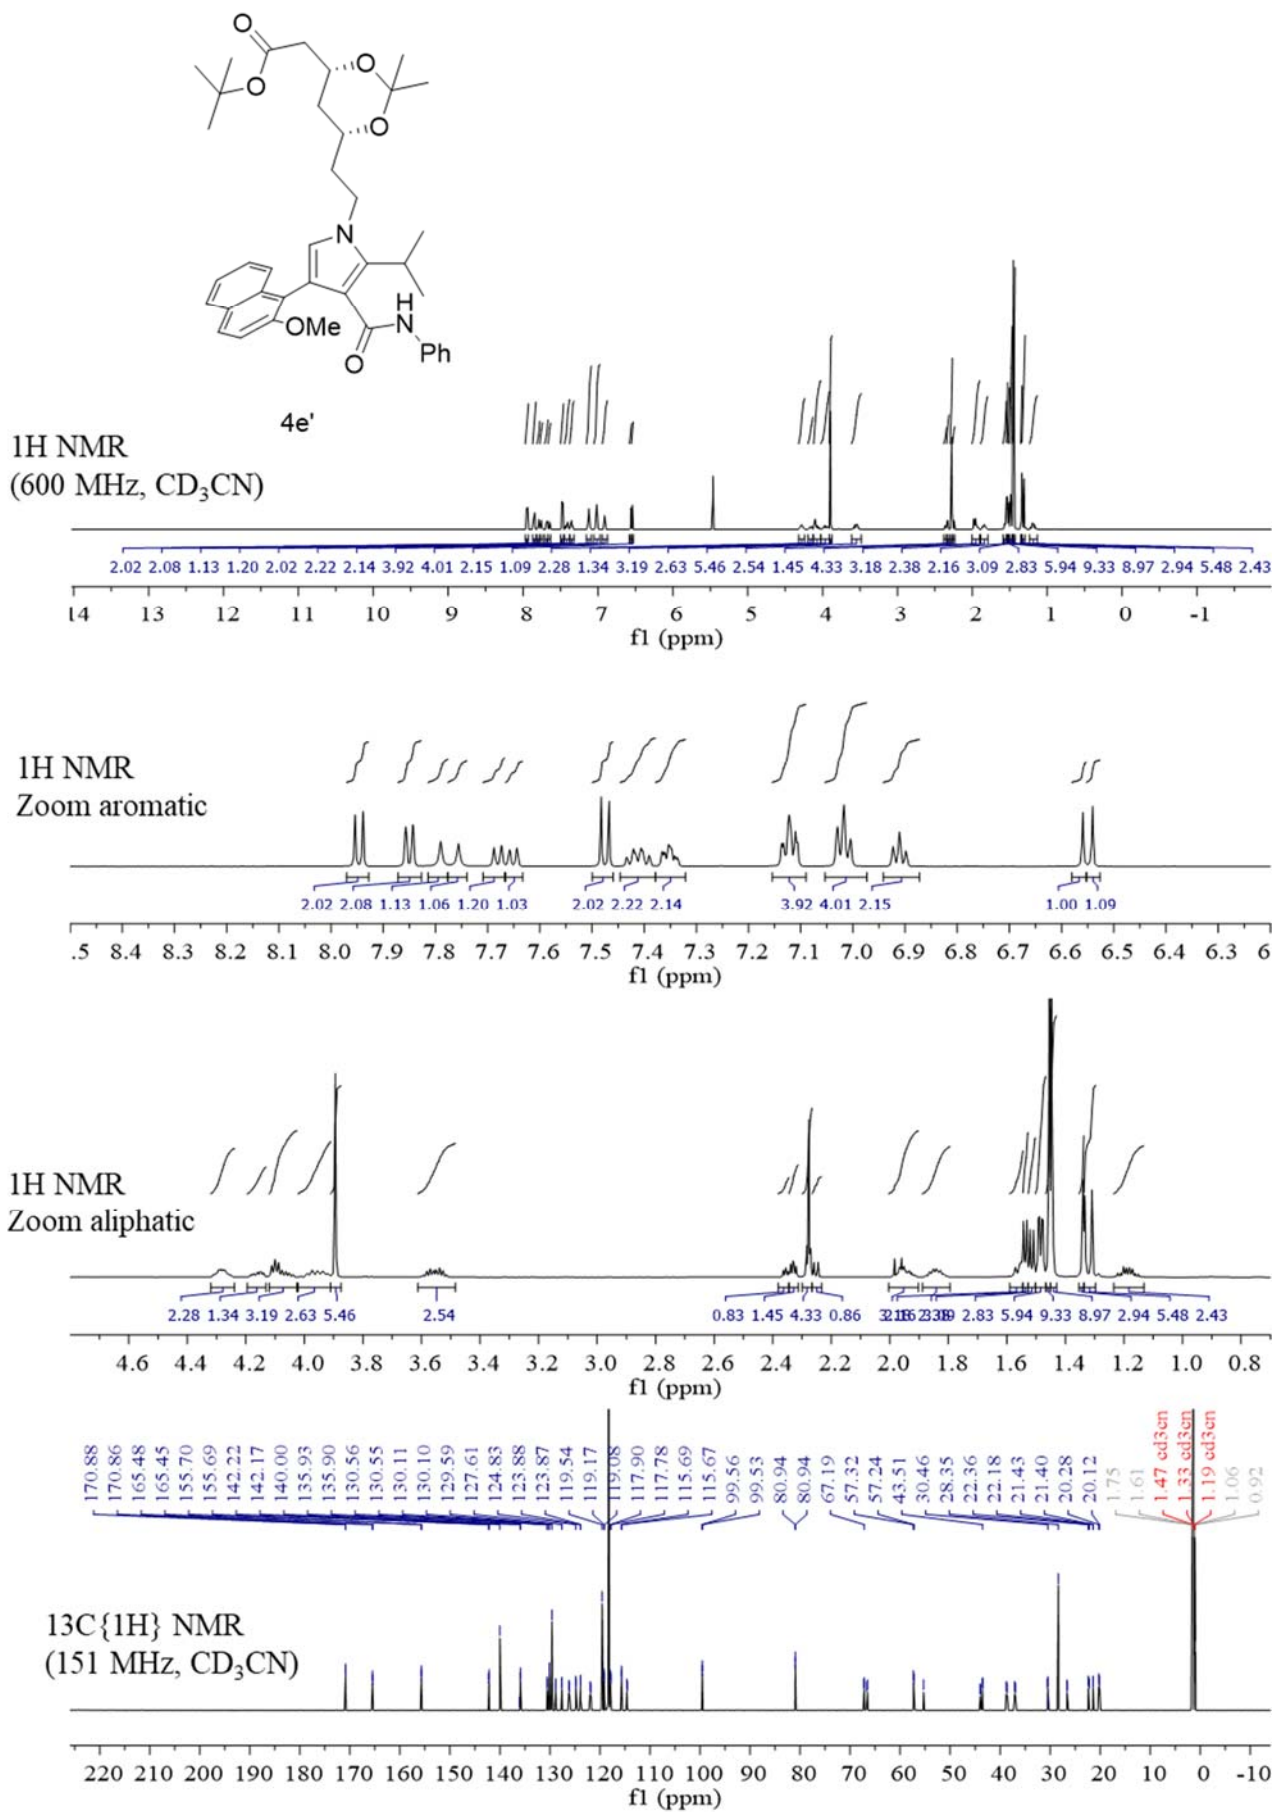 O
O
O
O
N
H
N
OMe
O
Ph
4e'
1H NMR
(600 MHz, CD3CN)
2.02 2.08 1.13 1.20 2.02 2.22 2.14 3.92 4.01 2.15 1.09 2.28 1.34 3.19 2.63 5.46 2.54 1.45 4.33 3.18 2.38 2.16 3.09 2.83 5.94 9.33 8.97 2.94 5.48 2.43
14 13 12 11 10 9 8 7 6 5 4 3 2 1 0 -1
f1 (ppm)
1H NMR
Zoom aromatic
2.02 2.08 1.13 1.06 1.20 1.03 2.02 2.22 2.14 3.92 4.01 2.15 1.00 1.09
.5 8.4 8.3 8.2 8.1 8.0 7.9 7.8 7.7 7.6 7.5 7.4 7.3 7.2 7.1 7.0 6.9 6.8 6.7 6.6 6.5 6.4 6.3 6
f1 (ppm)
1H NMR
Zoom aliphatic
2.28 1.34 3.19 2.63 5.46 2.54 0.83 1.45 4.33 0.86 2.83 5.94 9.33 8.97 2.94 5.48 2.43
4.6 4.4 4.2 4.0 3.8 3.6 3.4 3.2 3.0 2.8 2.6 2.4 2.2 2.0 1.8 1.6 1.4 1.2 1.0 0.8
f1 (ppm)
170.88
170.86
165.48
165.45
155.70
155.69
142.22
142.17
140.00
135.93
135.90
130.56
130.55
130.11
130.10
129.59
127.61
124.83
123.88
123.87
119.54
119.17
119.08
117.90
117.78
115.69
115.67
99.56
99.53
80.94
80.94
67.19
57.32
57.24
43.51
30.46
28.35
22.36
22.18
21.43
21.40
20.28
20.12
1.75
1.61
1.47 cd3cn
1.33 cd3cn
1.19 cd3cn
1.06
0.92
13C{1H} NMR
(151 MHz, CD3CN)
220 210 200 190 180 170 160 150 140 130 120 110 100 90 80 70 60 50 40 30 20 10 0 -10
f1 (ppm)